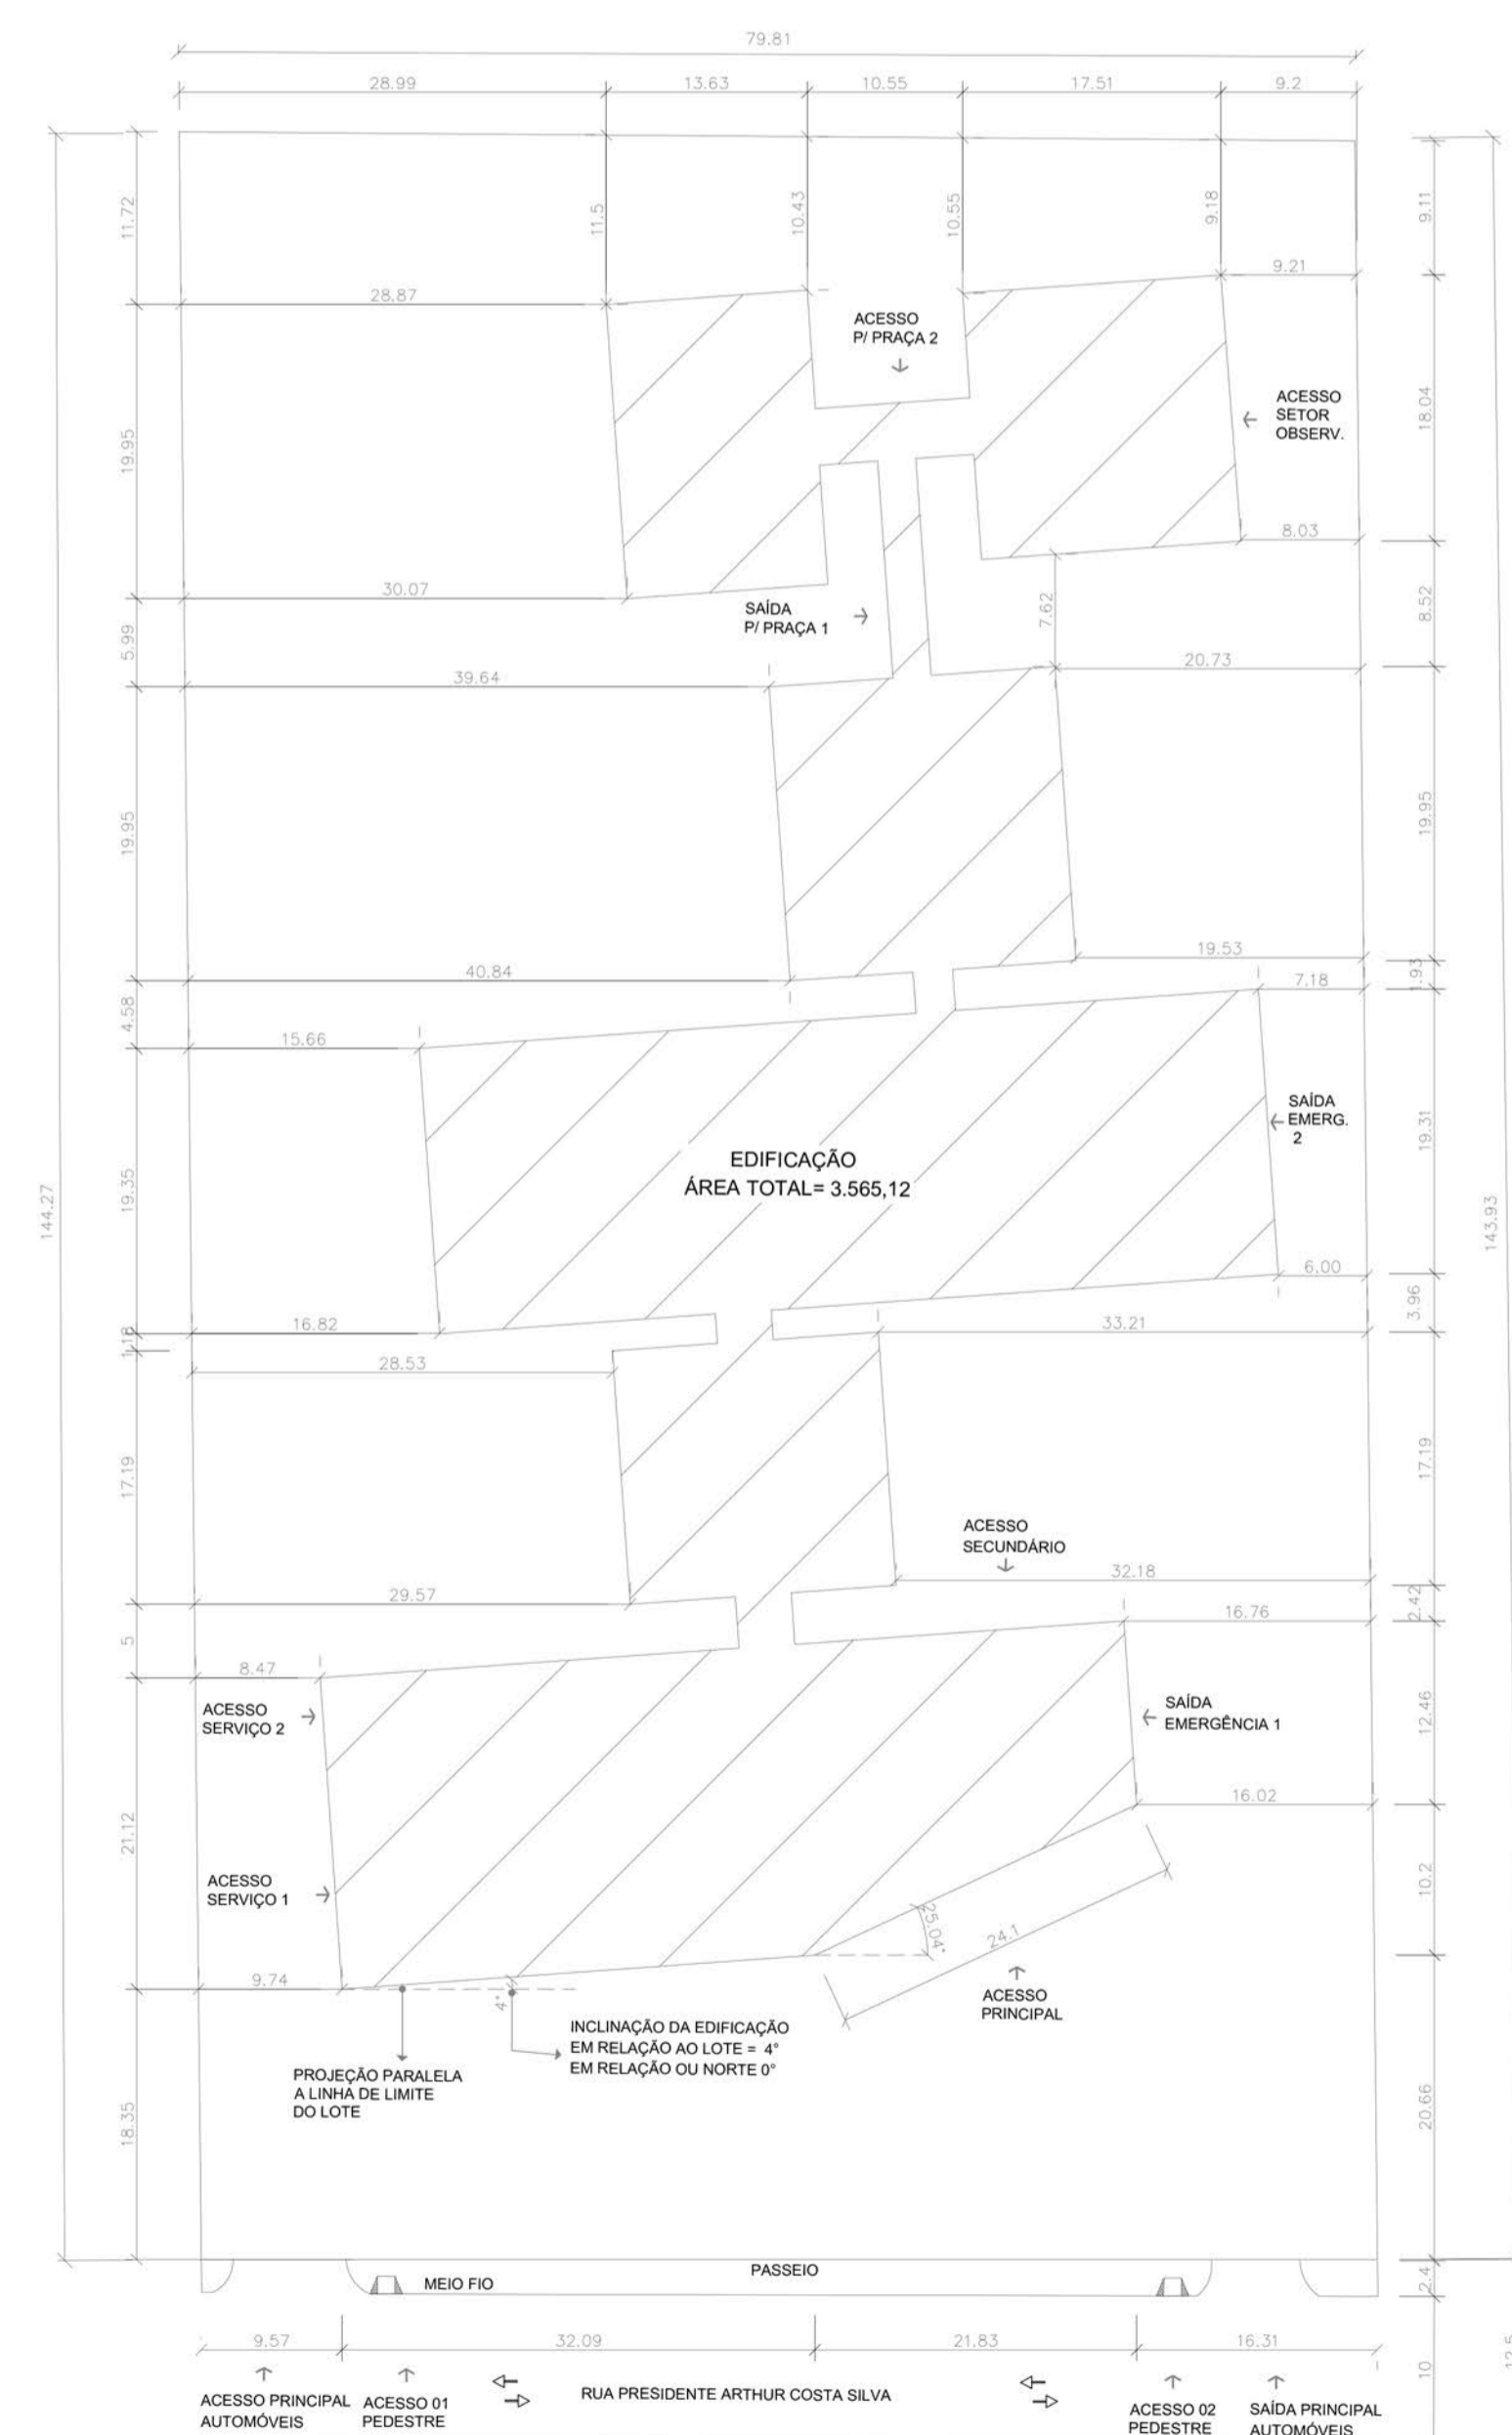 79.81
28.99 13.63 10.55 17.51 9.2
11.72
11.5
10.43
10.55
9.18
9.11
28.87
9.21
ACESSO
P/ PRAÇA 2
ACESSO
SETOR
OBSERV.
19.95
18.04
8.03
30.07
SAÍDA
P/ PRAÇA 1
5.99
7.62
8.52
39.64
20.73
19.95
19.95
40.84
19.53
1.93
4.58
7.18
15.66
SAÍDA
EMERG.
2
EDIFICAÇÃO
ÁREA TOTAL= 3.565,12
144.27
19.35
19.31
143.93
6,00
3.96
16.82
33.21
1.18
28.53
17.19
17.19
ACESSO
SECUNDÁRIO
32.18
29.57
2.42
16.76
5
8.47
ACESSO
SERVIÇO 2
SAÍDA
EMERGÊNCIA 1
12.46
16.02
21.12
ACESSO
SERVIÇO 1
10.2
25.04°
24.1
9.74
4°
ACESSO
PRINCIPAL
INCLINAÇÃO DA EDIFICAÇÃO
EM RELAÇÃO AO LOTE = 4°
EM RELAÇÃO OU NORTE 0°
PROJEÇÃO PARALELA
A LINHA DE LIMITE
DO LOTE
18.35
20.66
PASSEIO
MEIO FIO
2.4
9.57 32.09 21.83 16.31
10
RUA PRESIDENTE ARTHUR COSTA SILVA
ACESSO PRINCIPAL
AUTOMÓVEIS
ACESSO 01
PEDESTRE
ACESSO 02
PEDESTRE
SAÍDA PRINCIPAL
AUTOMÓVEIS